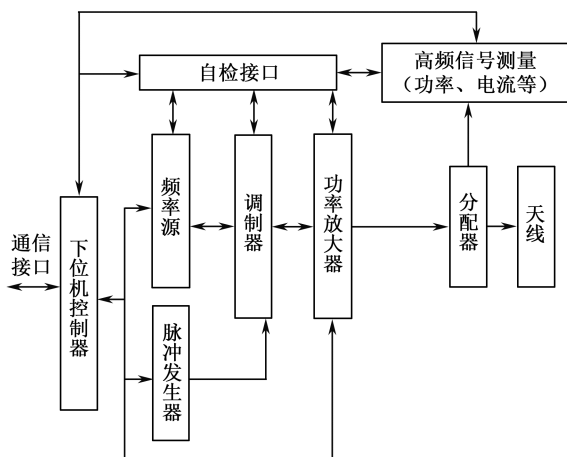 高频信号测量
（功率、电流等）
自检接口
频率源
调制器
功率放大器
分配器
天线
通信
接口
下位机控制器
脉冲发生器